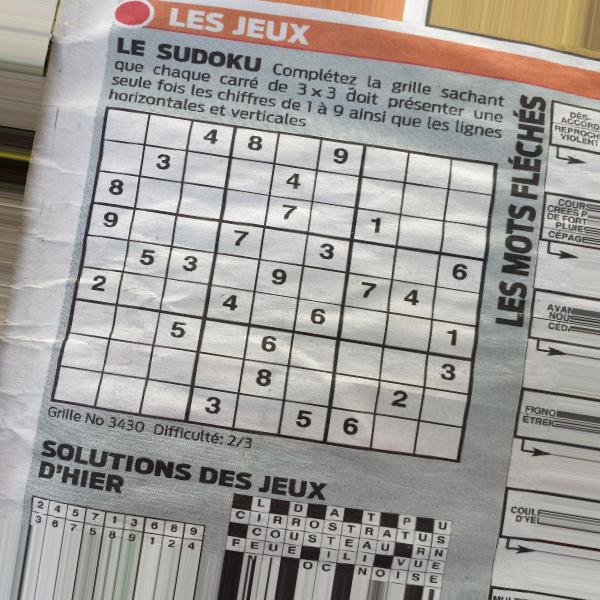 LES JEUX
LE SUDOKU Complétez la grille sachant
que chaque carré de 3 x 3 doit présenter une
seule fois les chiffres de 1 à 9 ainsi que les lignes
horizontales et verticales
4 8 9
3 4
8 7 1
9 7 3 6
5 3 9 7 4
2 4 6 1
5 6 3
8 2
3 5 6
Grille No 3430 Difficulté: 2/3
SOLUTIONS DES JEUX
D'HIER
2 4 5 7 1 3 6 8 9
3 6 7 5 8 9 1 2 4
L D A T P U
CIRROSTRATUS
LES MOTS FLÉCHÉS
DÉS-
ACCORD
REPROCHE
VIOLENT
COURS
CRÉES P
DE FORT
PLUIE
CÉPAGE
AVAN
NOUS
CÉD
FIGNO
COUL
D'YE